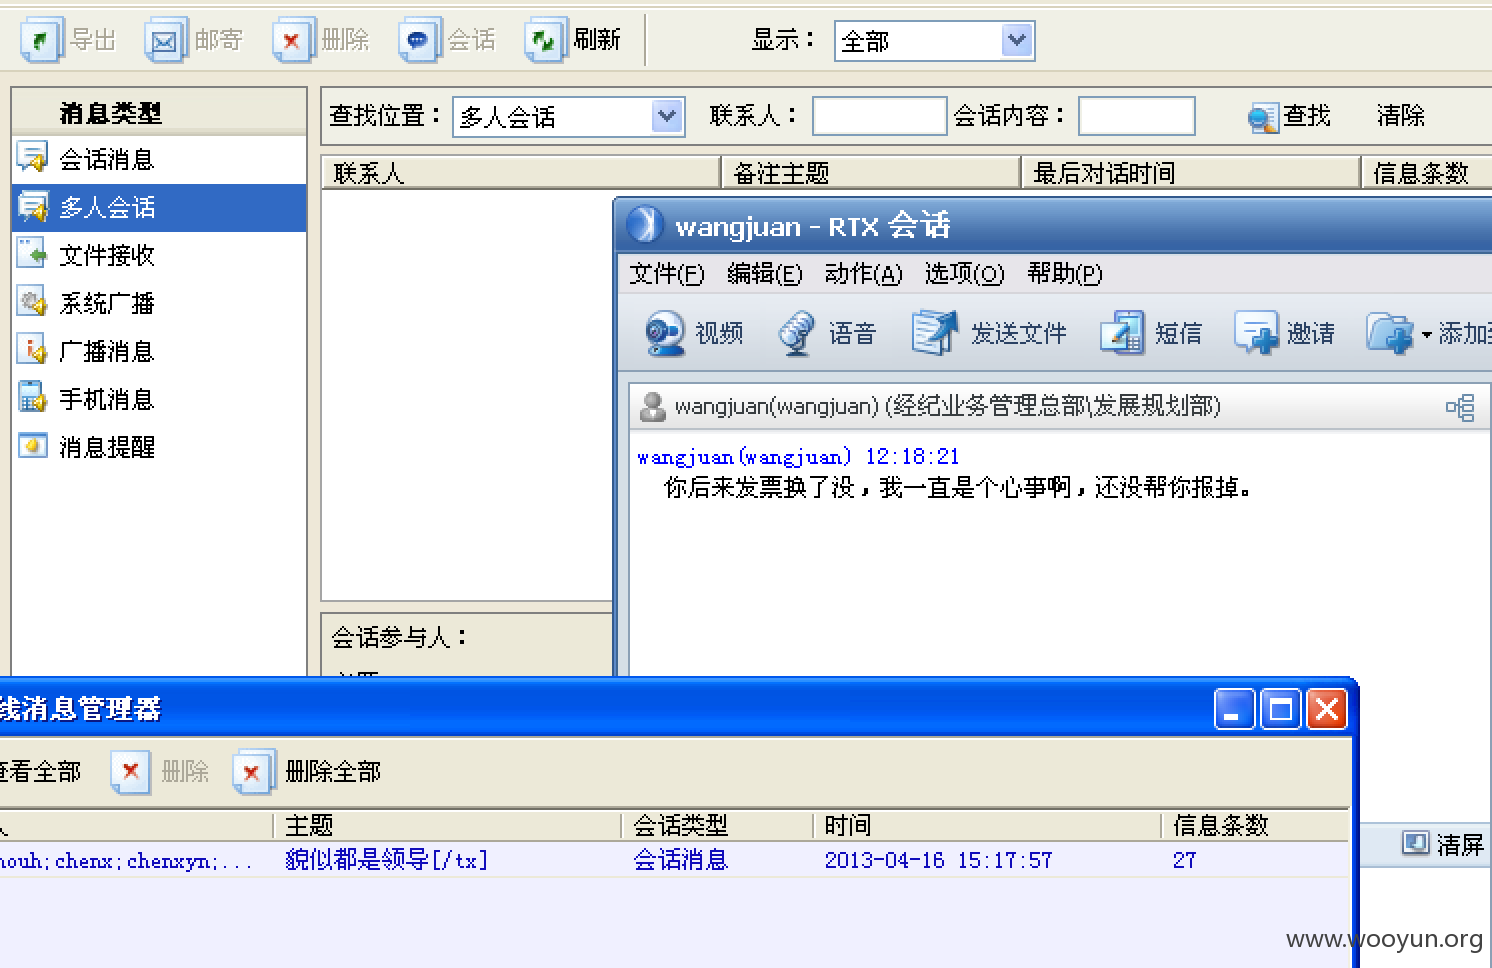 导出 邮寄 删除 会话 刷新 显示： 全部
消息类型
会话消息
多人会话
文件接收
系统广播
广播消息
手机消息
消息提醒
查找位置： 多人会话 联系人： 会话内容： 查找 清除
联系人 备注主题 最后对话时间 信息条数
会话参与人：
wangjuan - RTX 会话
文件(F) 编辑(E) 动作(A) 选项(O) 帮助(P)
视频 语音 发送文件 短信 邀请 添加
wangjuan(wangjuan) (经纪业务管理总部\发展规划部)
wangjuan(wangjuan) 12:18:21
你后来发票换了没，我一直是个心事啊，还没帮你报掉。
清屏
线消息管理器
查看全部 删除 删除全部
人 主题 会话类型 时间 信息条数
houh;chenx;chenxyn;... 貌似都是领导[/tx] 会话消息 2013-04-16 15:17:57 27
www.wooyun.org